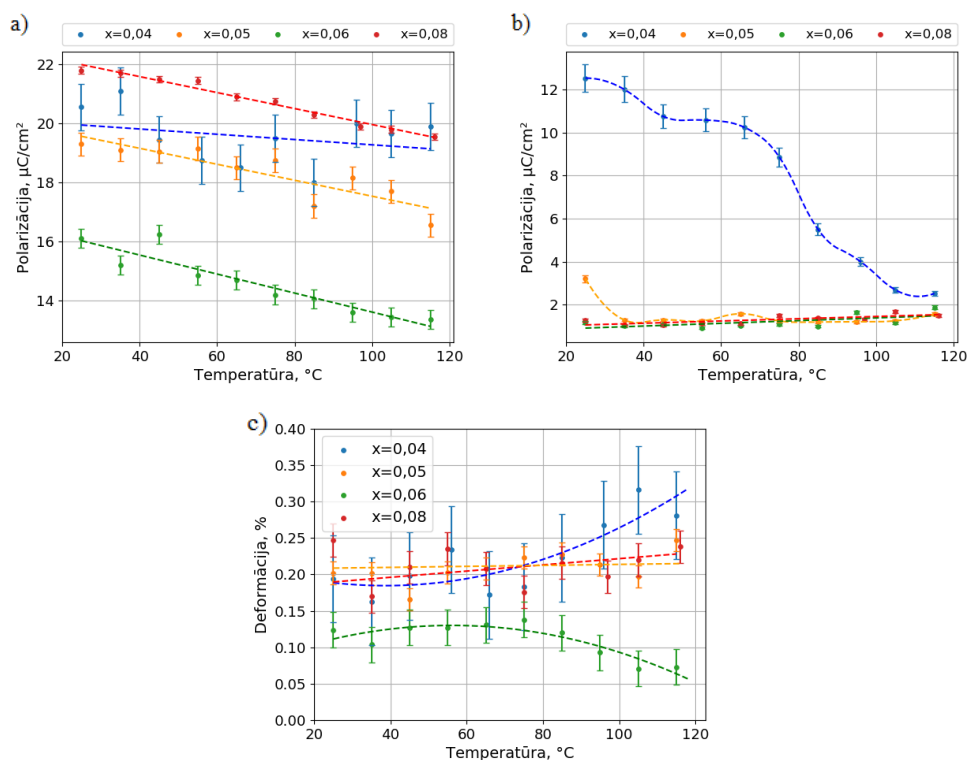 a)
x=0,04 x=0,05 x=0,06 x=0,08
Polarizācija, μC/cm²
22
20
18
16
14
20 40 60 80 100 120
Temperatūra, °C
b)
x=0,04 x=0,05 x=0,06 x=0,08
Polarizācija, μC/cm²
12
10
8
6
4
2
20 40 60 80 100 120
Temperatūra, °C
c)
x=0,04
x=0,05
x=0,06
x=0,08
Deformācija, %
0.40
0.35
0.30
0.25
0.20
0.15
0.10
0.05
0.00
20 40 60 80 100 120
Temperatūra, °C